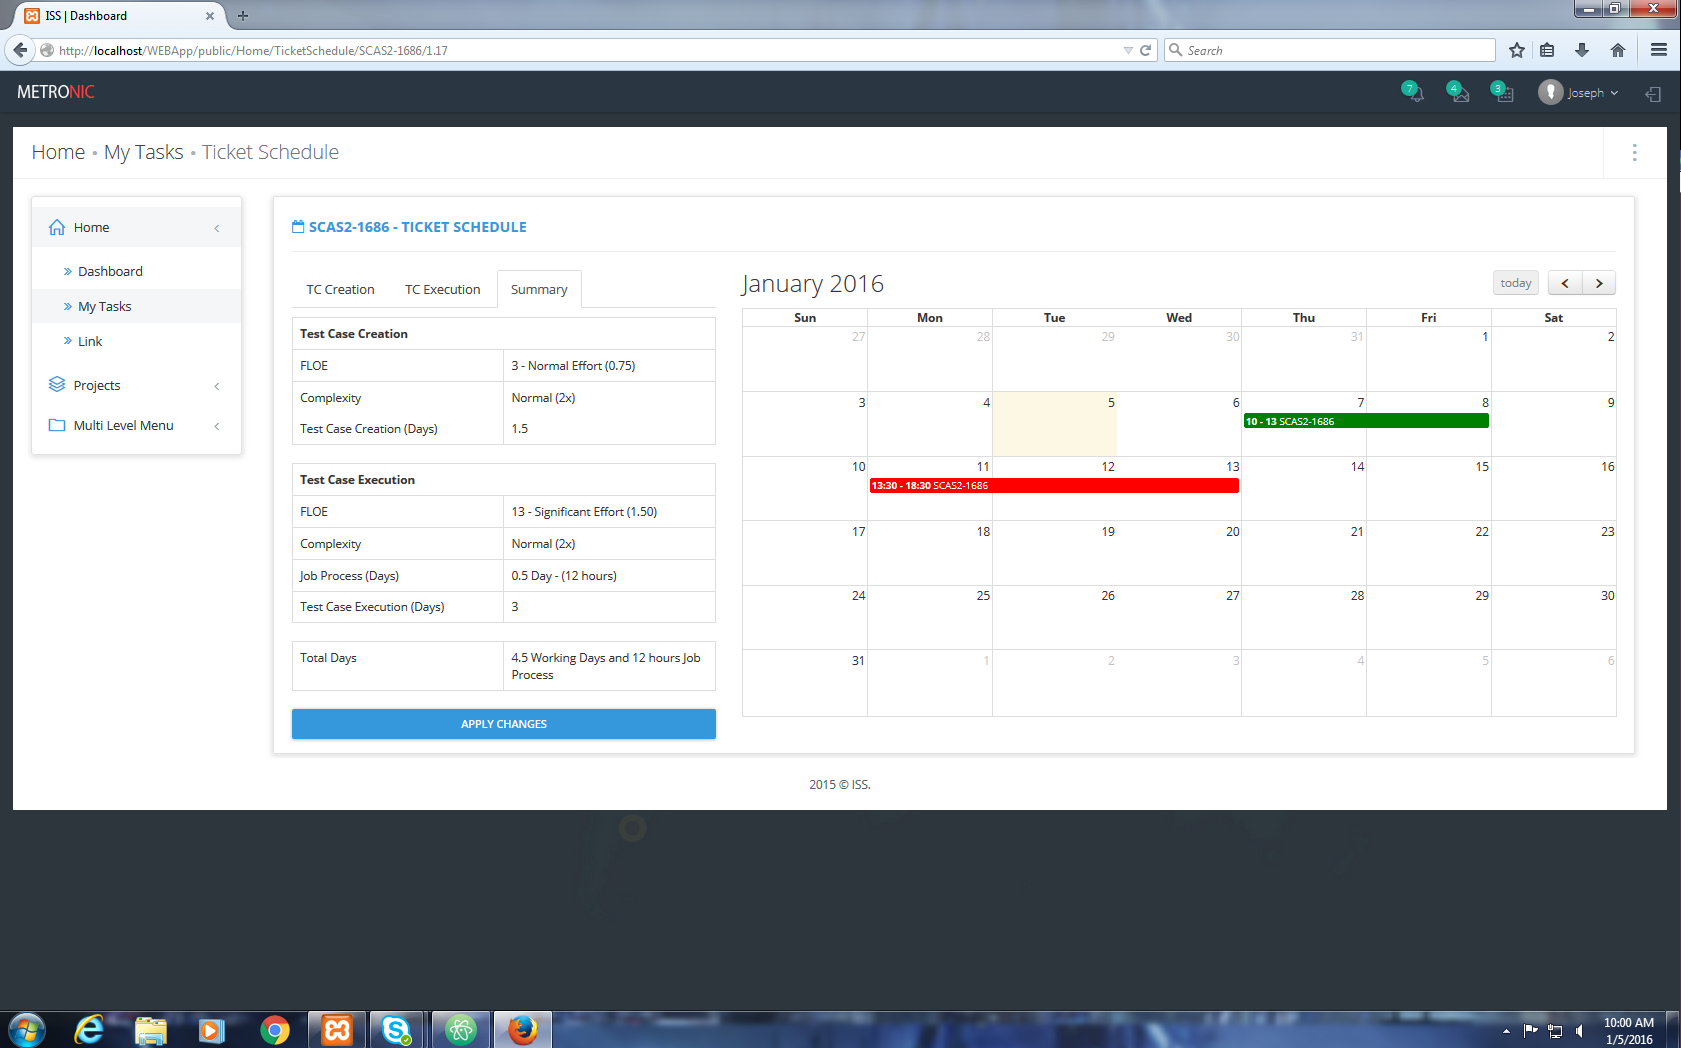 ISS | Dashboard
http://localhost/WEBApp/public/Home/TicketSchedule/SCAS2-1686/1.17
Search
METRONIC
7
4
3
Joseph
Home • My Tasks • Ticket Schedule
Home
Dashboard
My Tasks
Link
Projects
Multi Level Menu
SCAS2-1686 - TICKET SCHEDULE
TC Creation TC Execution Summary
Test Case Creation
FLOE 3 - Normal Effort (0.75)
Complexity Normal (2x)
Test Case Creation (Days) 1.5
Test Case Execution
FLOE 13 - Significant Effort (1.50)
Complexity Normal (2x)
Job Process (Days) 0.5 Day - (12 hours)
Test Case Execution (Days) 3
Total Days 4.5 Working Days and 12 hours Job
Process
APPLY CHANGES
January 2016
today
Sun Mon Tue Wed Thu Fri Sat
27 28 29 30 31 1 2
3 4 5 6 7 8 9
10 - 13 SCAS2-1686
10 11 12 13 14 15 16
13:30 - 18:30 SCAS2-1686
17 18 19 20 21 22 23
24 25 26 27 28 29 30
31 1 2 3 4 5 6
2015 © ISS.
10:00 AM
1/5/2016